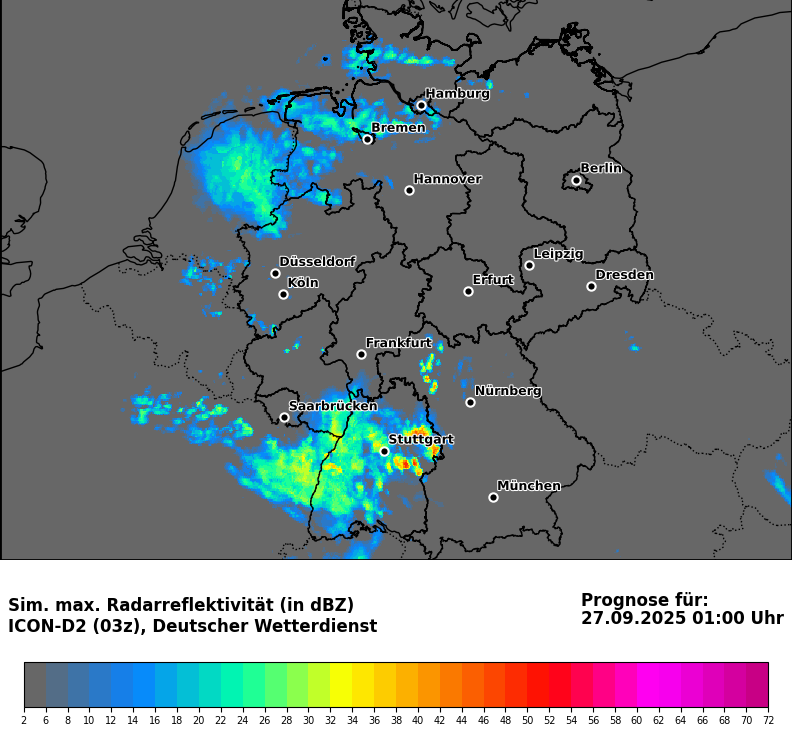 Hamburg
Bremen
Berlin
Hannover
Leipzig
Düsseldorf
Dresden
Köln
Erfurt
Frankfurt
Nürnberg
Saarbrücken
Stuttgart
München
Sim. max. Radarreflektivität (in dBZ)
ICON-D2 (03z), Deutscher Wetterdienst
Prognose für:
27.09.2025 01:00 Uhr
2 6 8 10 12 14 16 18 20 22 24 26 28 30 32 34 36 38 40 42 44 46 48 50 52 54 56 58 60 62 64 66 68 70 72